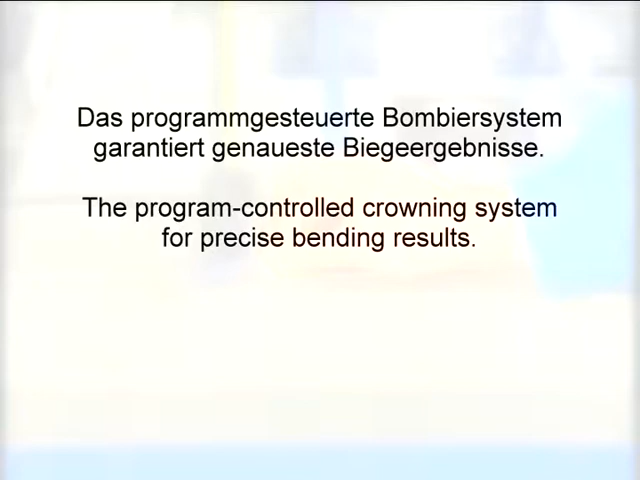 Das programmgesteuerte Bombiersystem
garantiert genaueste Biegeergebnisse.
The program-controlled crowning system
for precise bending results.